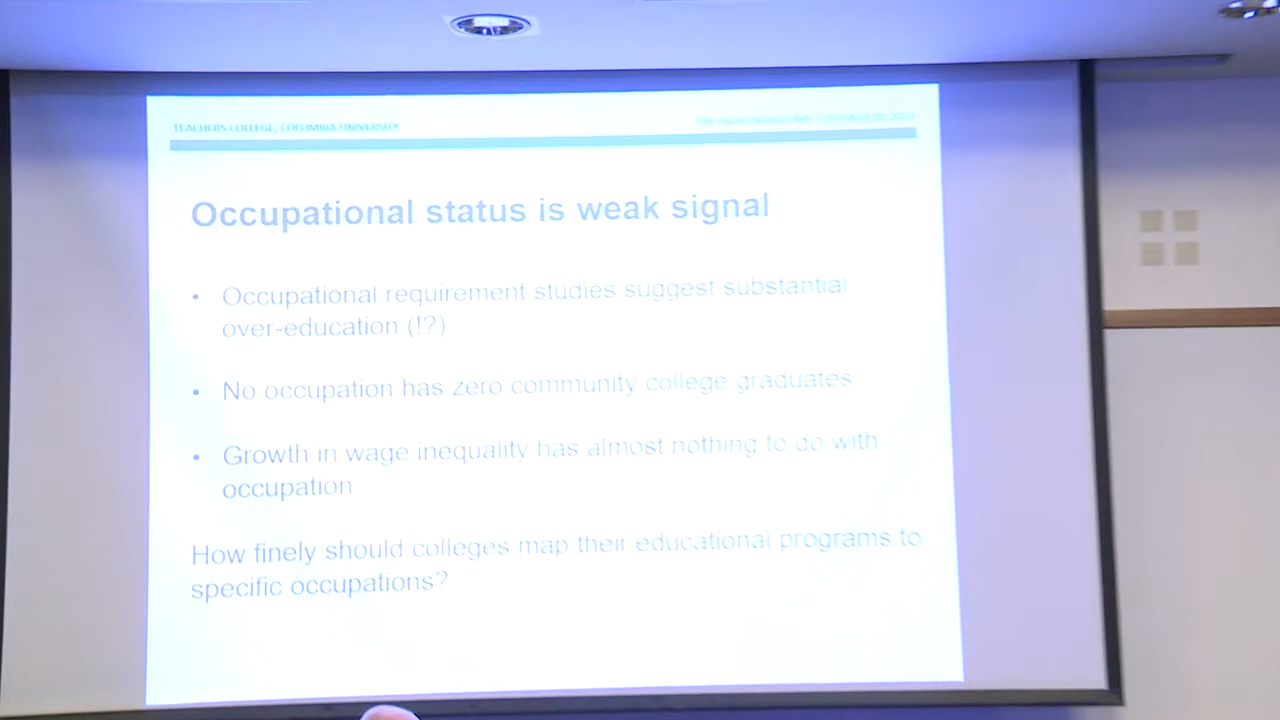 TEACHERS COLLEGE, COLUMBIA UNIVERSITY
Occupational status is weak signal
• Occupational requirement studies suggest substantial
over-education (!?)
• No occupation has zero community college graduates
• Growth in wage inequality has almost nothing to do with
occupation
How finely should colleges map their educational programs to
specific occupations?